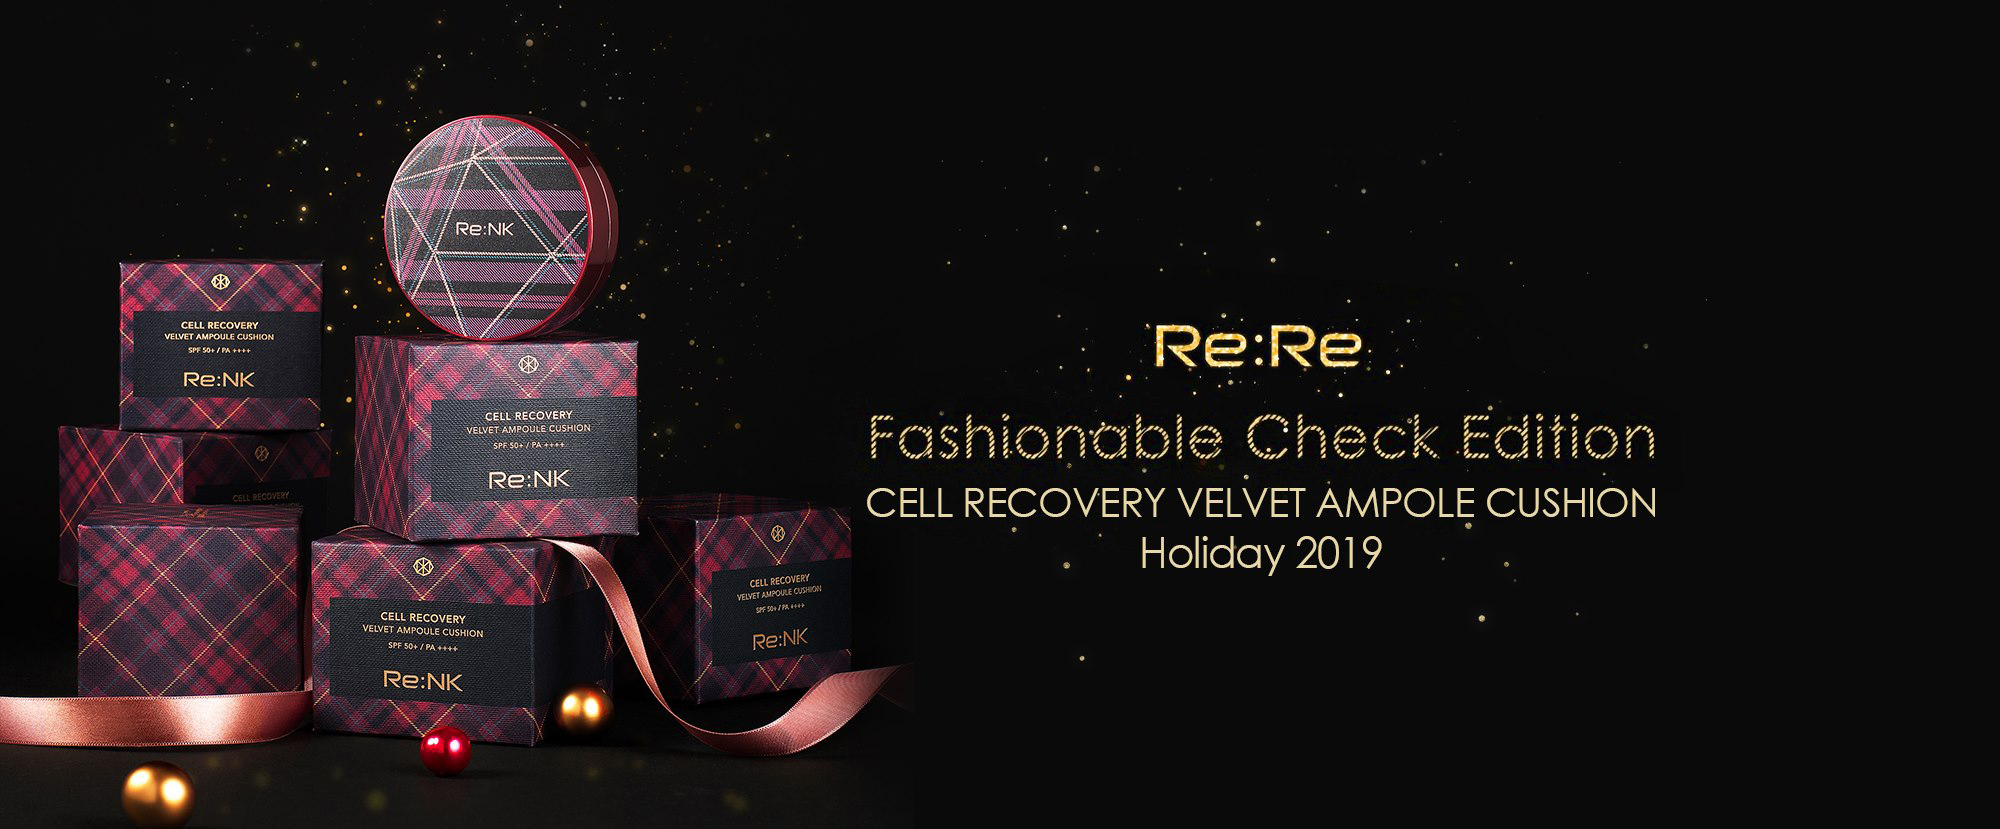 Re:NK
CELL RECOVERY
VELVET AMPOULE CUSHION
SPF 50+ / PA ++++
Re:NK
CELL RECOVERY
VELVET AMPOULE CUSHION
SPF 50+ / PA ++++
Re:NK
CELL RECOVERY
CELL RECOVERY
VELVET AMPOULE CUSHION
SPF 50+ / PA ++++
Re:NK
CELL RECOVERY
VELVET AMPOULE CUSHION
SPF 50+ / PA ++++
Re:NK
Re:Re
Fashionable Check Edition
CELL RECOVERY VELVET AMPOLE CUSHION
Holiday 2019